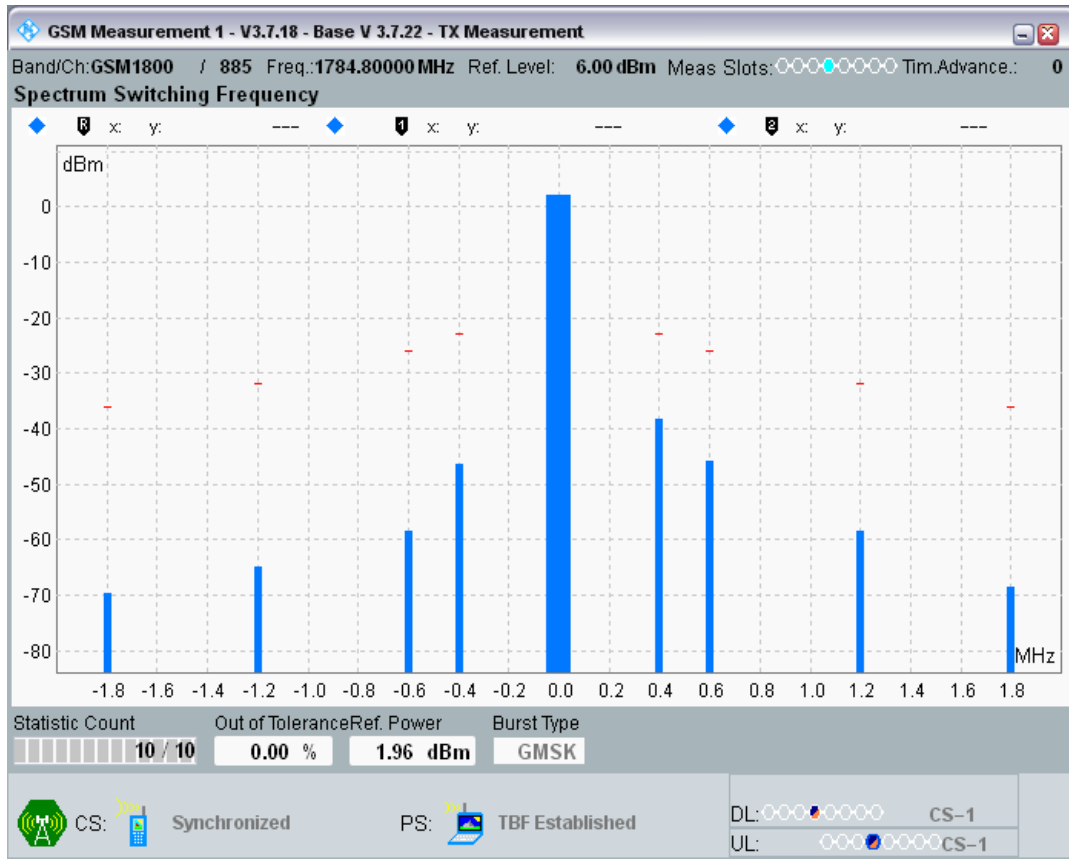 GSM Measurement 1 - V3.7.18 - Base V 3.7.22 - TX Measurement
Band/Ch:GSM1800 / 885 Freq.:1784.80000 MHz Ref. Level: 6.00 dBm Meas Slots: Tim.Advance.: 0
Spectrum Switching Frequency
R x: y: --- 1 x: y: --- 2 x: y: ---
dBm
0
-10
-20
-30
-40
-50
-60
-70
-80
MHz
-1.8 -1.6 -1.4 -1.2 -1.0 -0.8 -0.6 -0.4 -0.2 0.0 0.2 0.4 0.6 0.8 1.0 1.2 1.4 1.6 1.8
Statistic Count Out of Tolerance Ref. Power Burst Type
10 / 10 0.00 % 1.96 dBm GMSK
CS: Synchronized PS: TBF Established
DL: CS-1
UL: CS-1